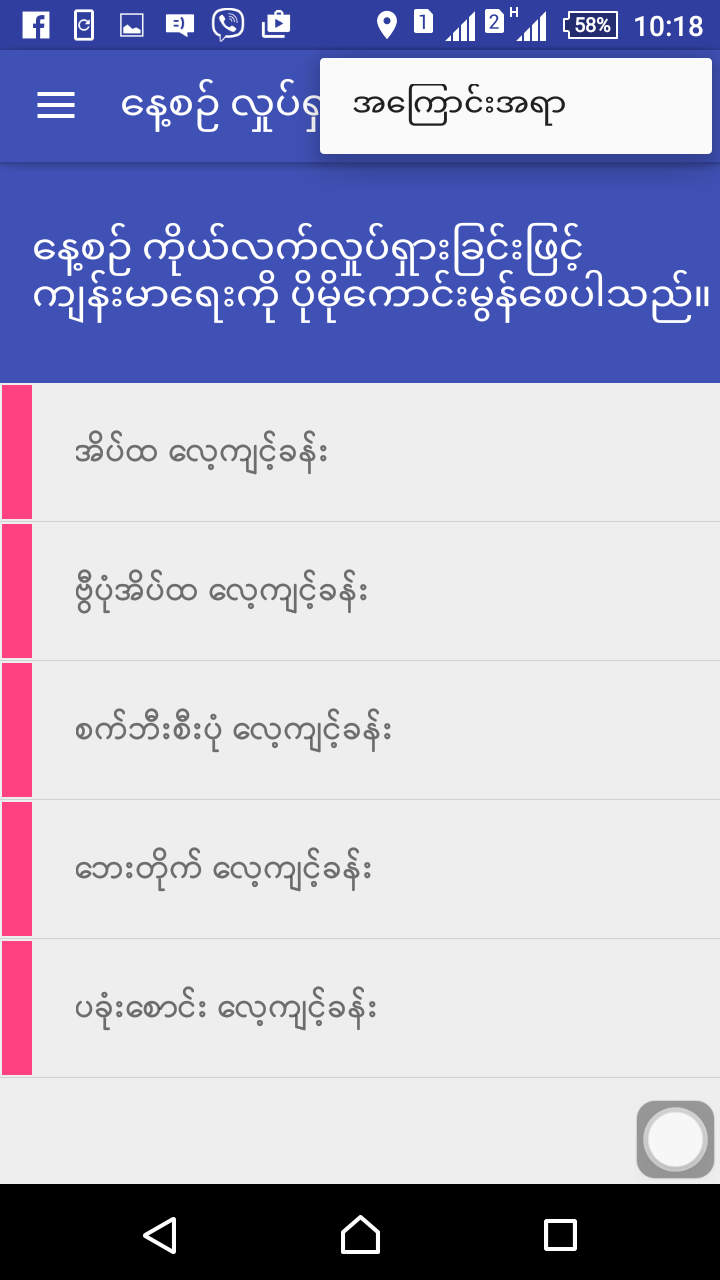 1
2
H
58%
10:18
နေ့စဉ် လှုပ်ရှ
အကြောင်းအရာ
နေ့စဉ် ကိုယ်လက်လှုပ်ရှားခြင်းဖြင့်
ကျန်းမာရေးကို ပိုမိုကောင်းမွန်စေပါသည်။
အိပ်ထ လေ့ကျင့်ခန်း
ဗွီပုံအိပ်ထ လေ့ကျင့်ခန်း
စက်ဘီးစီးပုံ လေ့ကျင့်ခန်း
ဘေးတိုက် လေ့ကျင့်ခန်း
ပခုံးစောင်း လေ့ကျင့်ခန်း